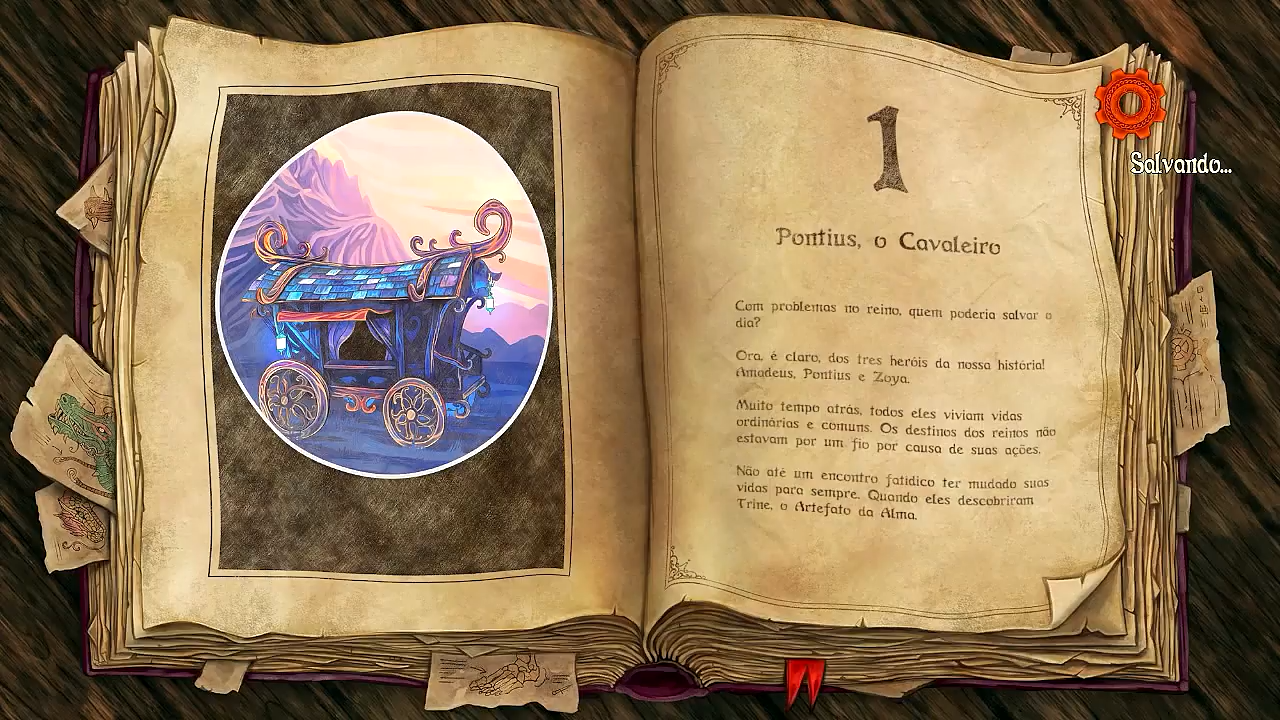 1
Salvando...
Pontius, o Cavaleiro
Com problemas no reino, quem poderia salvar o
dia?
Ora, é claro, dos tres heróis da nossa história!
Amadeus, Pontius e Zoya.
Muito tempo atrás, todos eles viviam vidas
ordinárias e comuns. Os destinos dos reinos não
estavam por um fio por causa de suas ações.
Não até um encontro fatídico ter mudado suas
vidas para sempre. Quando eles descobriram
Trine, o Artefato da Alma.